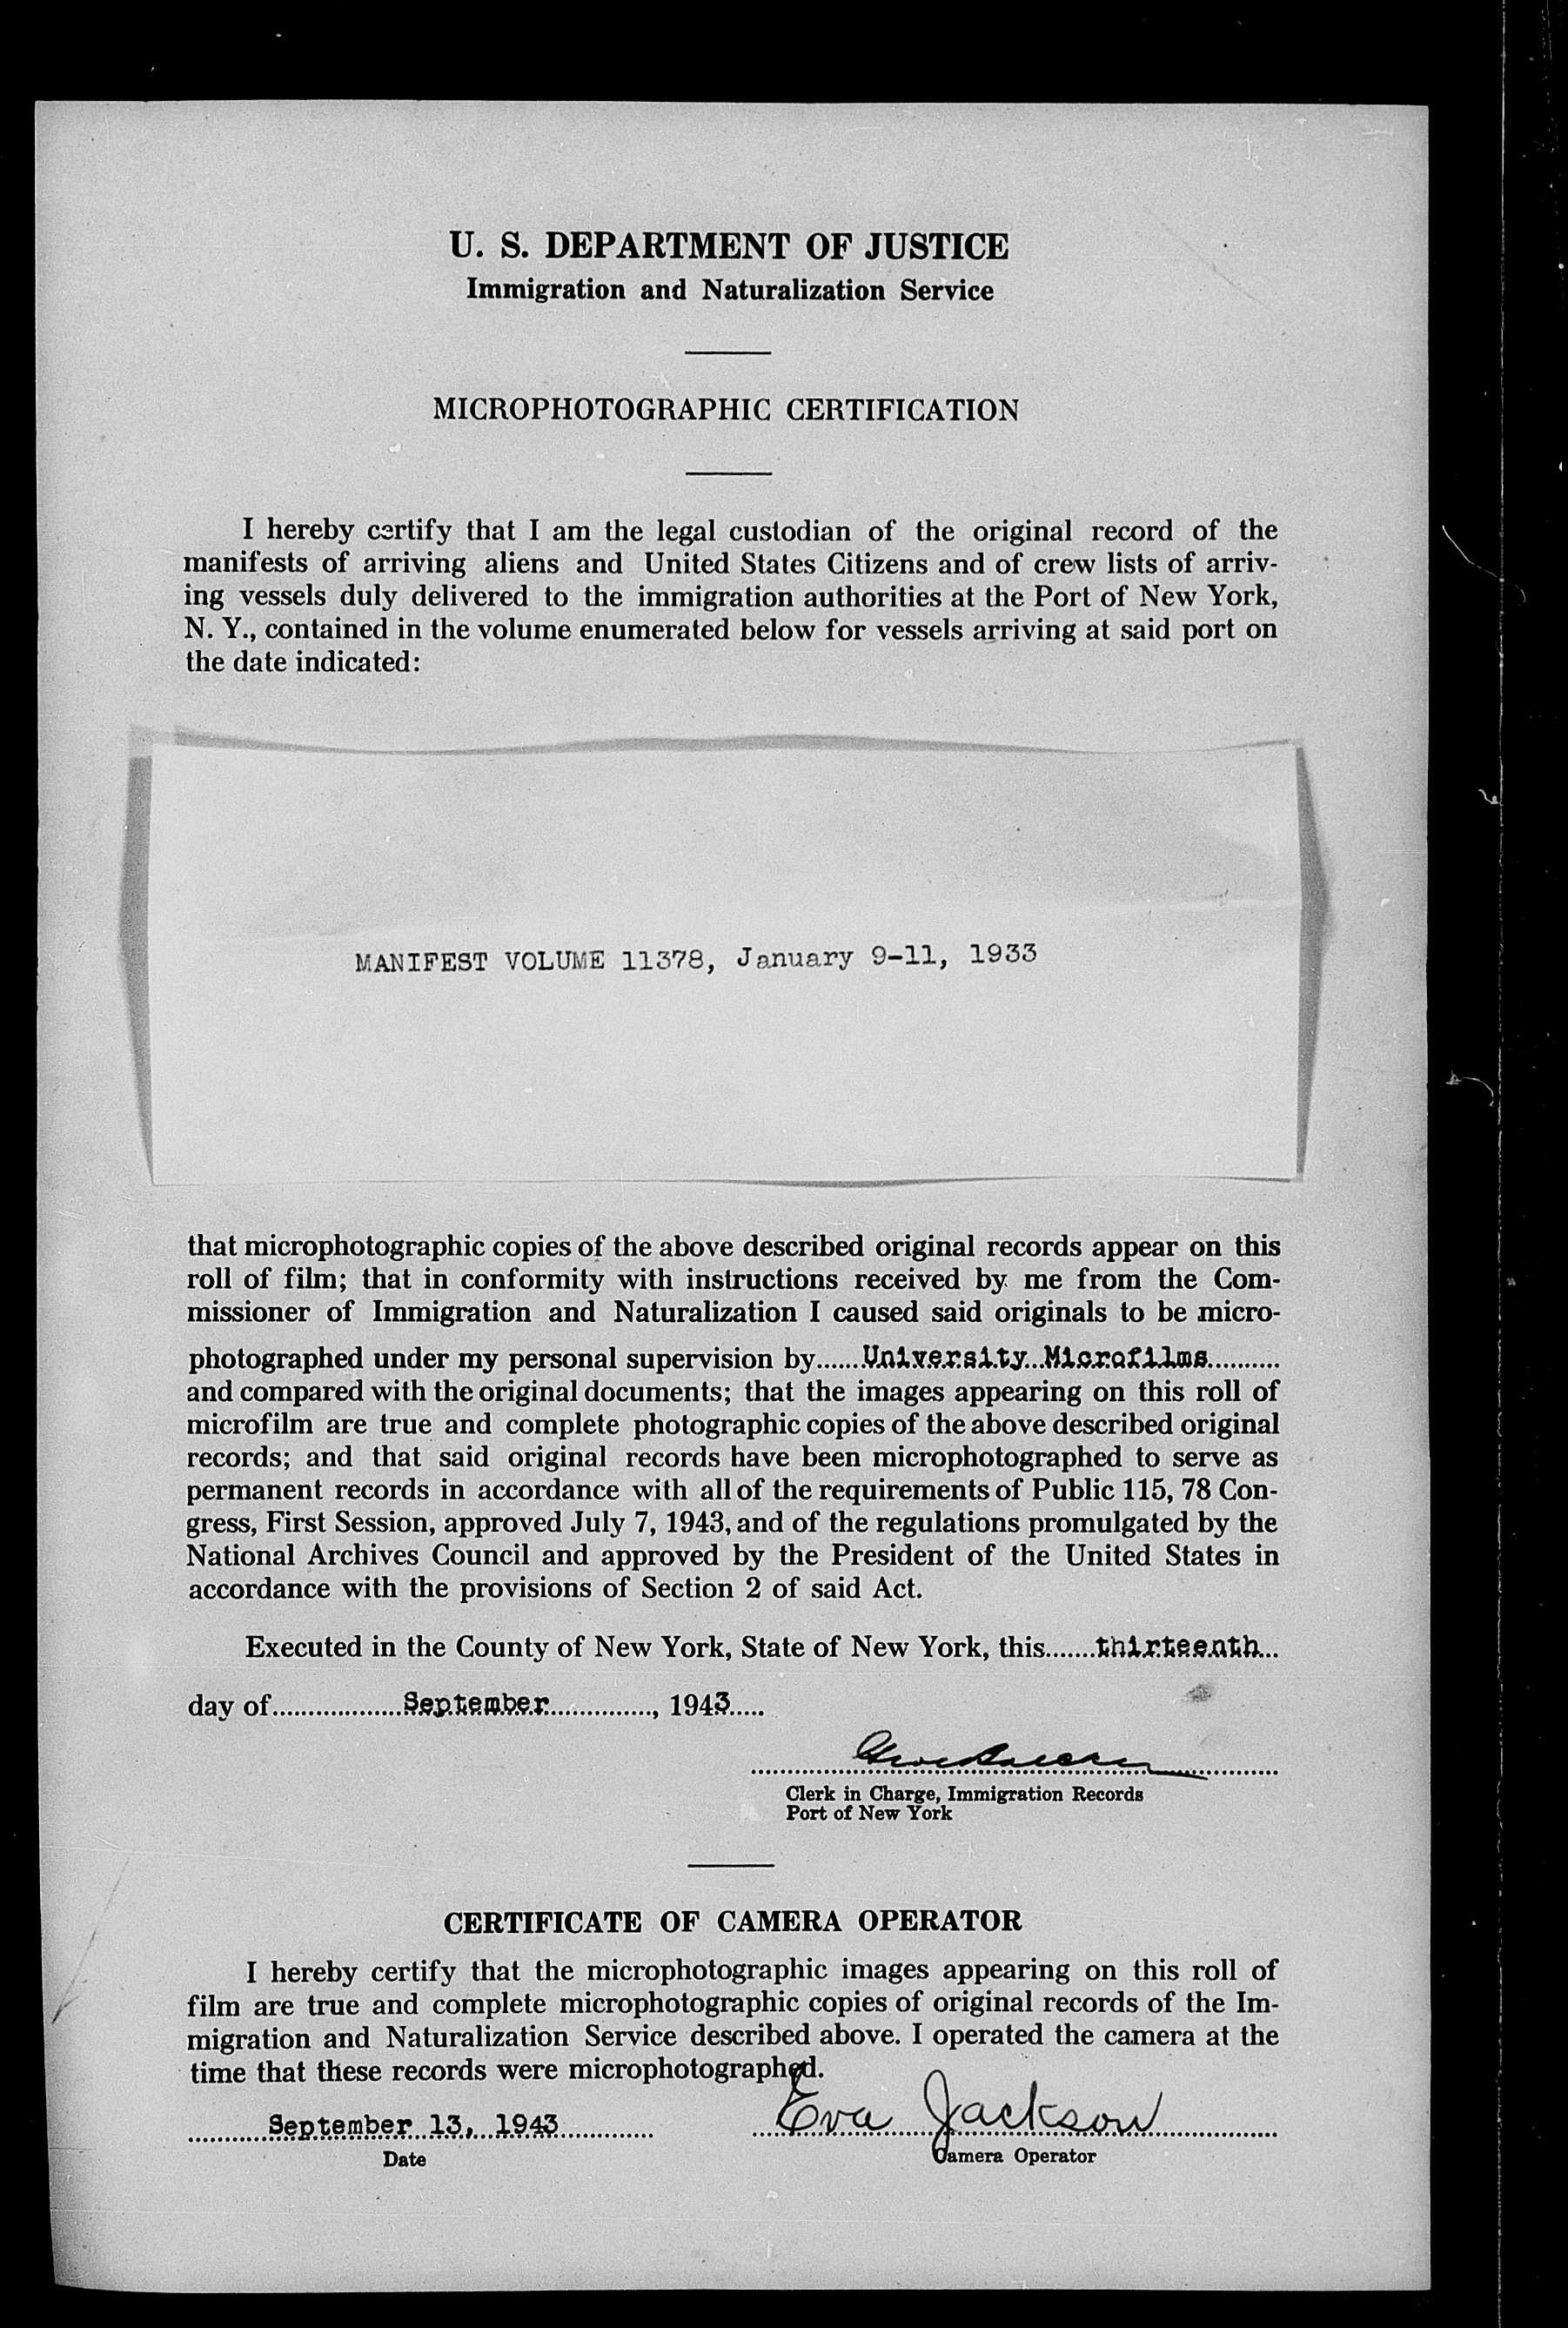 U. S. DEPARTMENT OF JUSTICE
Immigration and Naturalization Service
MICROPHOTOGRAPHIC CERTIFICATION
I hereby certify that I am the legal custodian of the original record of the
manifests of arriving aliens and United States Citizens and of crew lists of arriv-
ing vessels duly delivered to the immigration authorities at the Port of New York,
N. Y., contained in the volume enumerated below for vessels arriving at said port on
the date indicated:
MANIFEST VOLUME 11378, January 9-11, 1933
that microphotographic copies of the above described original records appear on this
roll of film; that in conformity with instructions received by me from the Com-
missioner of Immigration and Naturalization I caused said originals to be micro-
photographed under my personal supervision by......University Microfilms..........
and compared with the original documents; that the images appearing on this roll of
microfilm are true and complete photographic copies of the above described original
records; and that said original records have been microphotographed to serve as
permanent records in accordance with all of the requirements of Public 115, 78 Con-
gress, First Session, approved July 7, 1943, and of the regulations promulgated by the
National Archives Council and approved by the President of the United States in
accordance with the provisions of Section 2 of said Act.
Executed in the County of New York, State of New York, this.......thirteenth...
day of..................September..............., 1943.....
Clerk in Charge, Immigration Records
Port of New York
CERTIFICATE OF CAMERA OPERATOR
I hereby certify that the microphotographic images appearing on this roll of
film are true and complete microphotographic copies of original records of the Im-
migration and Naturalization Service described above. I operated the camera at the
time that these records were microphotographed.
September 13, 1943 Eva Jackson
Date Camera Operator